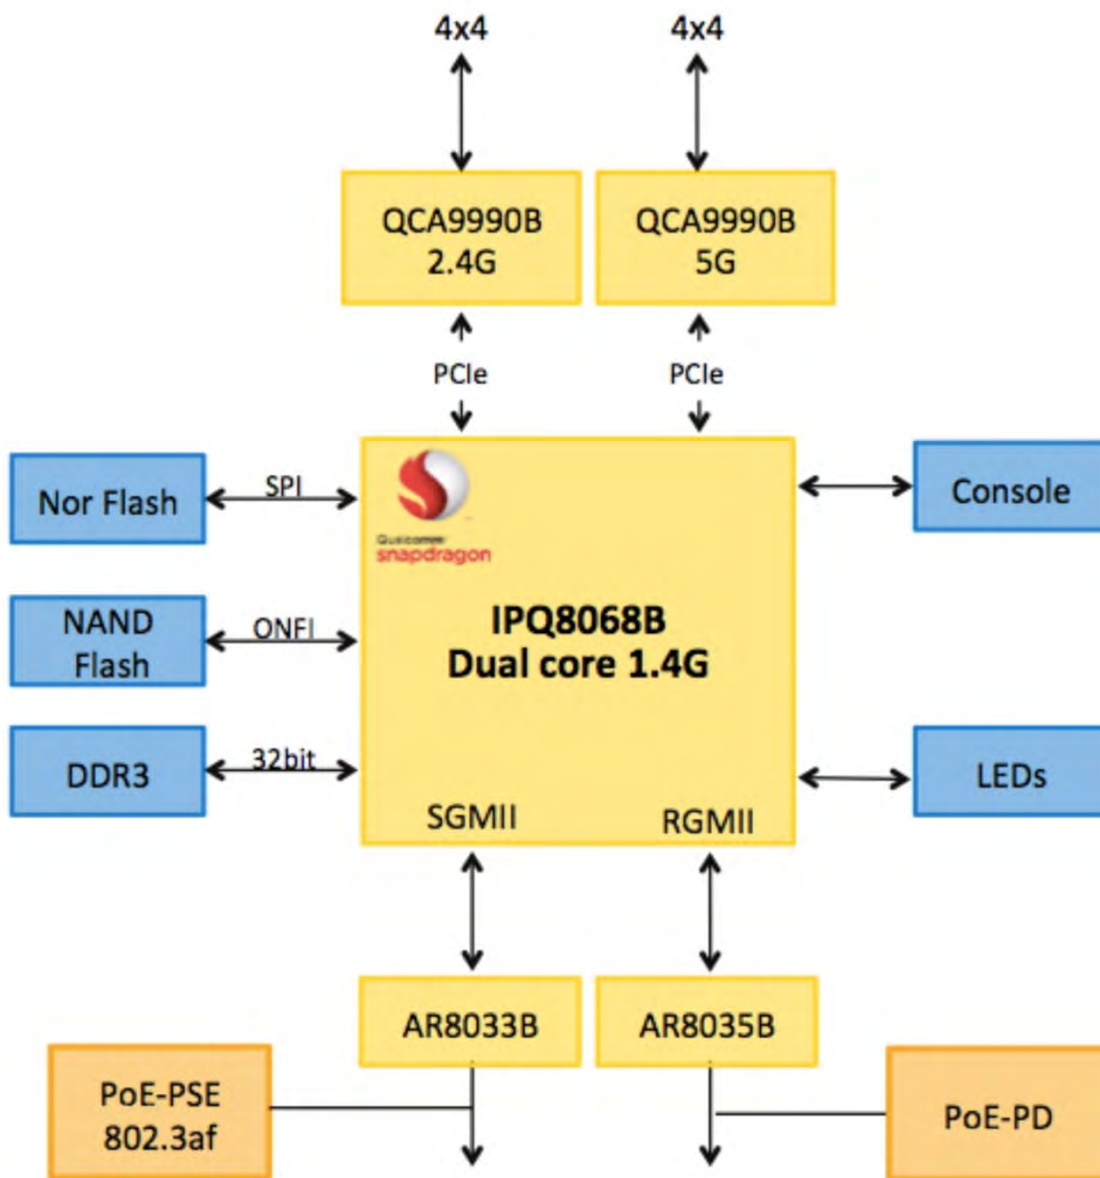 4x4
4x4
QCA9990B
2.4G
QCA9990B
5G
PCIe
PCIe
Nor Flash
SPI
Qualcomm
snapdragon
Console
NAND
Flash
ONFI
IPQ8068B
Dual core 1.4G
DDR3
32bit
LEDs
SGMII
RGMII
AR8033B
AR8035B
PoE-PSE
802.3af
PoE-PD